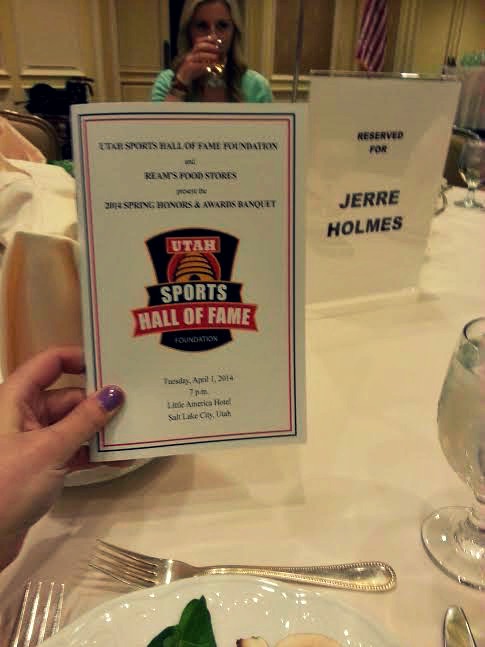 UTAH SPORTS HALL OF FAME FOUNDATION
and
REAM'S FOOD STORES
present the
2014 SPRING HONORS & AWARDS BANQUET
UTAH
SPORTS
HALL OF FAME
FOUNDATION
Tuesday, April 1, 2014
7 p.m.
Little America Hotel
Salt Lake City, Utah
RESERVED
FOR
JERRE
HOLMES